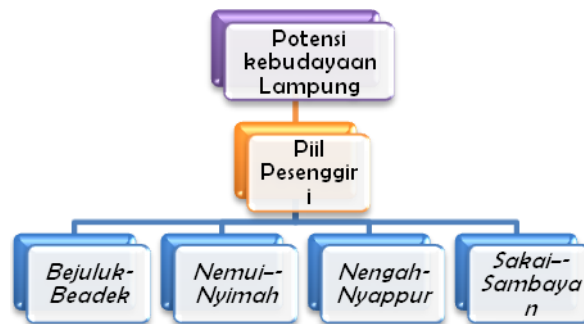 Potensi
kebudayaan
Lampung
Piil
Pesenggir
i
Bejuluk-
Beadek
Nemui--
Nyimah
Nengah-
Nyappur
Sakai--
Sambaya
n